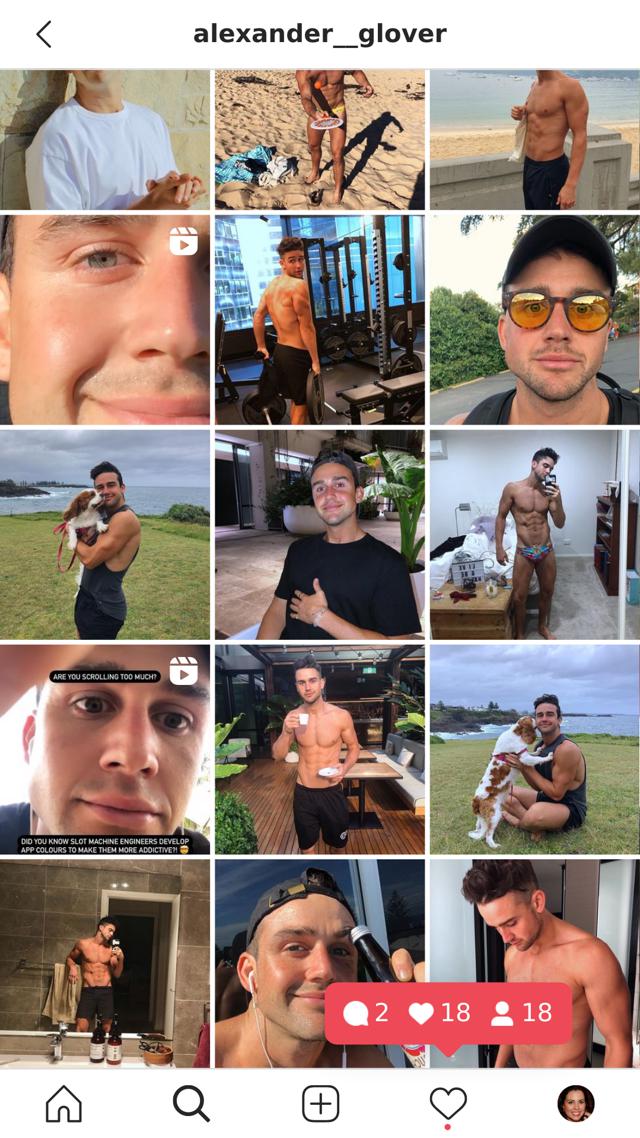 alexander__glover
ARE YOU SCROLLING TOO MUCH?
DID YOU KNOW SLOT MACHINE ENGINEERS DEVELOP
APP COLOURS TO MAKE THEM MORE ADDICTIVE?! 🤓
2 18 18